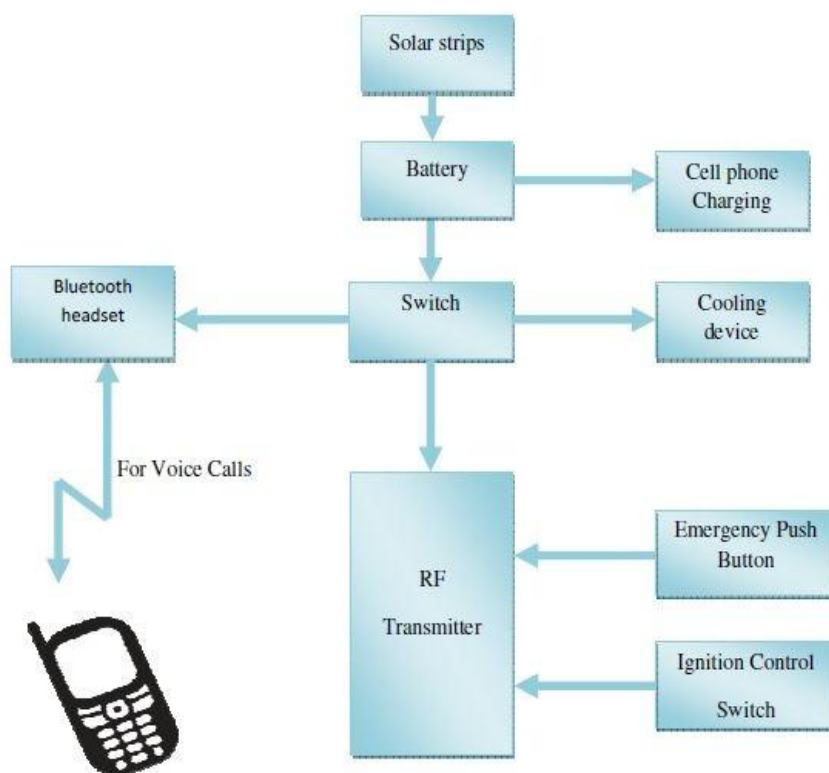 Solar strips
Battery
Cell phone
Charging
Bluetooth
headset
Switch
Cooling
device
For Voice Calls
RF
Transmitter
Emergency Push
Button
Ignition Control
Switch